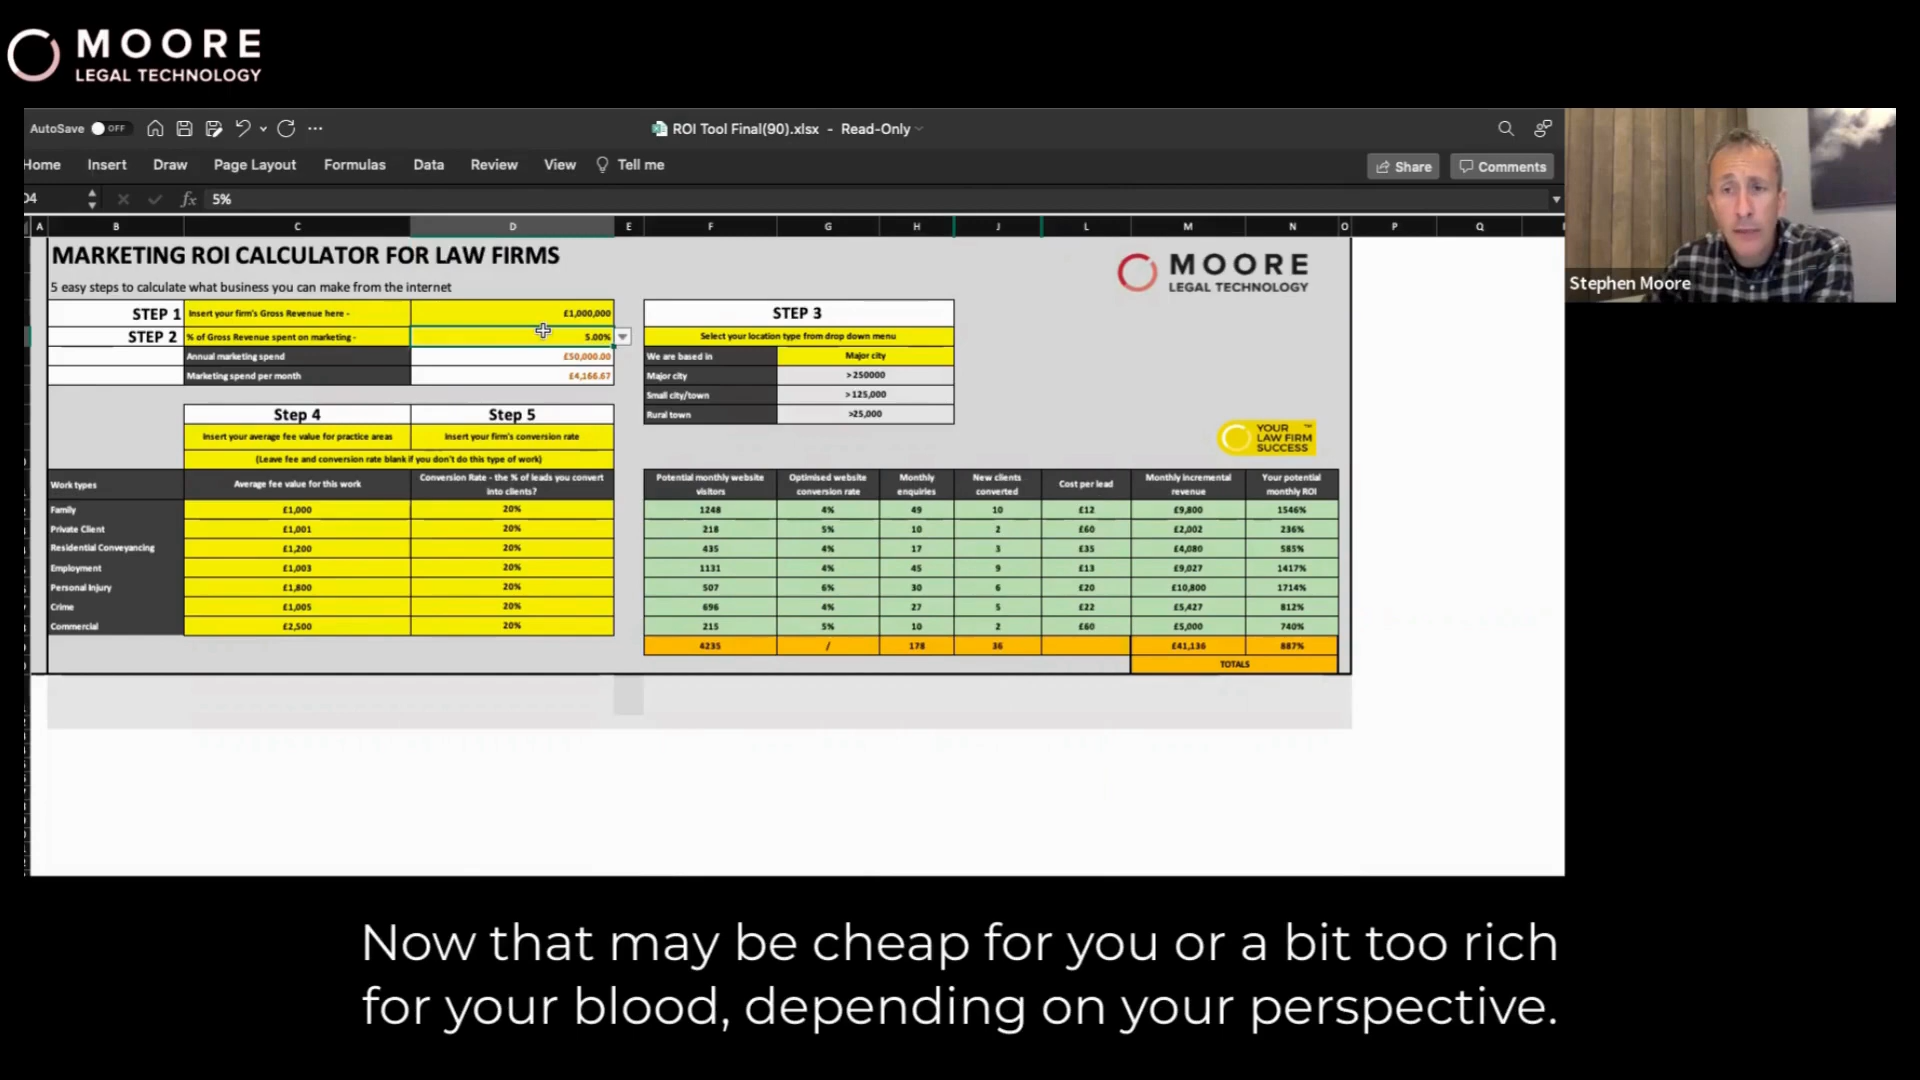 MOORE
LEGAL TECHNOLOGY
AutoSave OFF
ROI Tool Final(90).xlsx - Read-Only
Home Insert Draw Page Layout Formulas Data Review View Tell me
Share Comments
D4 fx 5%
A B C D E F G H J L M N O P Q
MARKETING ROI CALCULATOR FOR LAW FIRMS
5 easy steps to calculate what business you can make from the internet
MOORE
LEGAL TECHNOLOGY
STEP 1 Insert your firm's Gross Revenue here - £1,000,000
STEP 2 % of Gross Revenue spent on marketing - 5.00%
Annual marketing spend £50,000.00
Marketing spend per month £4,166.67
STEP 3
Select your location type from drop down menu
We are based in Major city
Major city >250000
Small city/town >125,000
Rural town >25,000
Stephen Moore
YOUR ™
LAW FIRM
SUCCESS
Step 4 Step 5
Insert your average fee value for practice areas Insert your firm's conversion rate
(Leave fee and conversion rate blank if you don't do this type of work)
Work types Average fee value for this work Conversion Rate - the % of leads you convert into clients?
Family £1,000 20%
Private Client £1,001 20%
Residential Conveyancing £1,200 20%
Employment £1,003 20%
Personal Injury £1,800 20%
Crime £1,005 20%
Commercial £2,500 20%
Potential monthly website visitors Optimised website conversion rate Monthly enquiries New clients converted Cost per lead Monthly incremental revenue Your potential monthly ROI
1248 4% 49 10 £12 £9,800 1546%
218 5% 10 2 £60 £2,002 236%
435 4% 17 3 £35 £4,080 585%
1131 4% 45 9 £13 £9,027 1417%
507 6% 30 6 £20 £10,800 1714%
696 4% 27 5 £22 £5,427 812%
215 5% 10 2 £60 £5,000 740%
4235 / 178 36 £41,136 887%
TOTALS
Now that may be cheap for you or a bit too rich
for your blood, depending on your perspective.